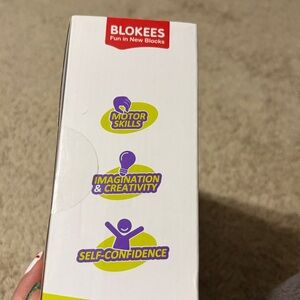 BLOKEES
Fun in New Blocks
MOTOR
SKILLS
IMAGINATION
& CREATIVITY
SELF-CONFIDENCE